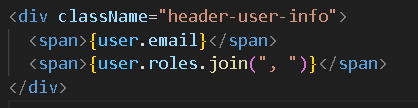 <div className="header-user-info">
  <span>{user.email}</span>
  <span>{user.roles.join(", ")}</span>
</div>